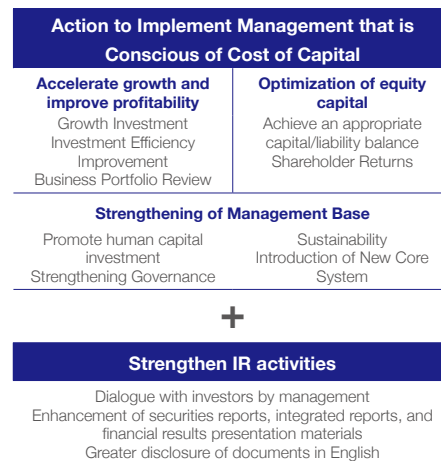 Action to Implement Management that is
Conscious of Cost of Capital
Accelerate growth and
improve profitability
Growth Investment
Investment Efficiency
Improvement
Business Portfolio Review
Optimization of equity
capital
Achieve an appropriate
capital/liability balance
Shareholder Returns
Strengthening of Management Base
Promote human capital
investment
Strengthening Governance
Sustainability
Introduction of New Core
System
+
Strengthen IR activities
Dialogue with investors by management
Enhancement of securities reports, integrated reports, and
financial results presentation materials
Greater disclosure of documents in English